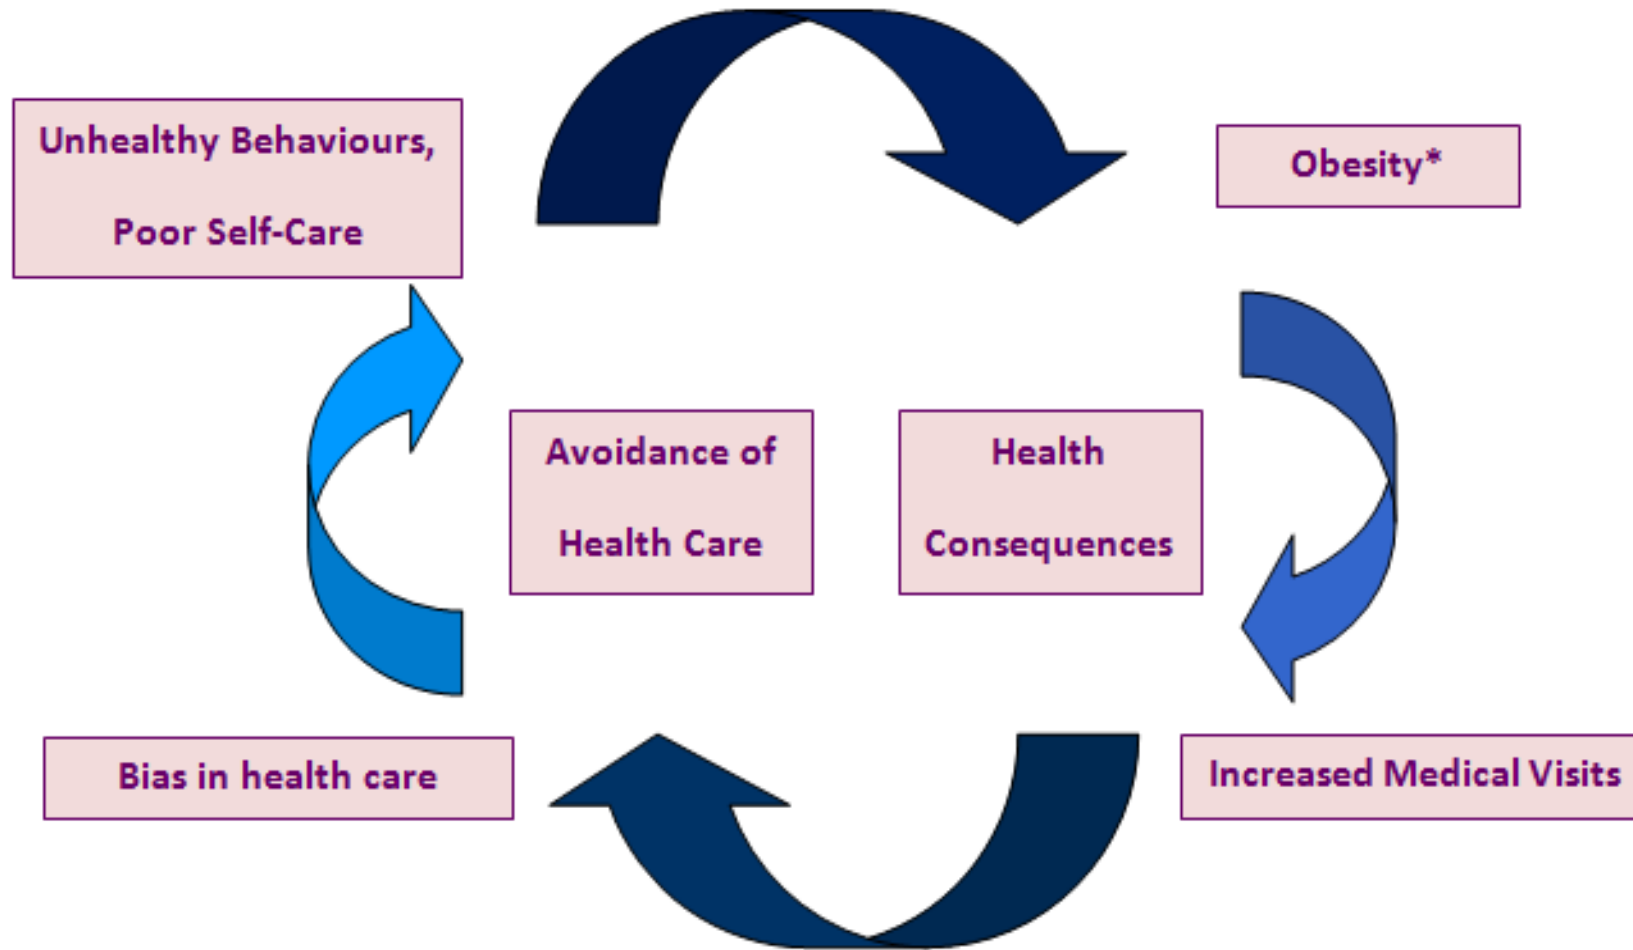 Unhealthy Behaviours,
Poor Self-Care
Obesity*
Avoidance of
Health Care
Health
Consequences
Bias in health care
Increased Medical Visits